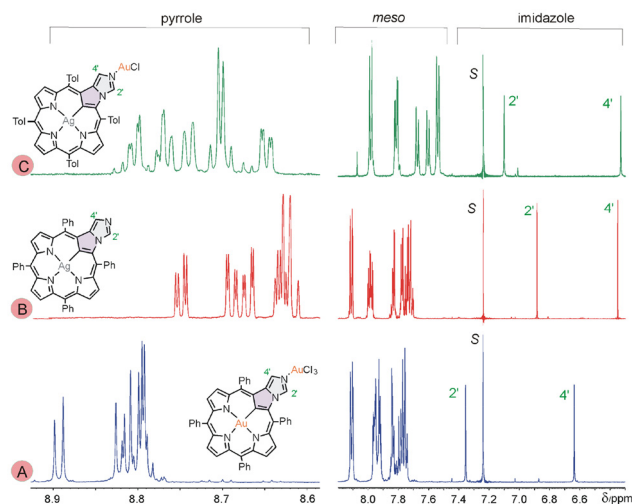 pyrrole meso imidazole
Tol
4'
N
AuCl
N
2'
N
N
Tol
Ag
Tol
N
N
Tol
C
S
2'
4'
Ph
4'
N
N
2'
N
N
Ph
Ag
Ph
N
N
Ph
B
S
2'
4'
Ph
4'
N
AuCl3
N
2'
N
N
Ph
Au
Ph
N
N
Ph
A
2'
S
4'
8.9 8.8 8.7 8.6 8.0 7.8 7.6 7.4 7.2 7.0 6.8 6.6 δ/ppm